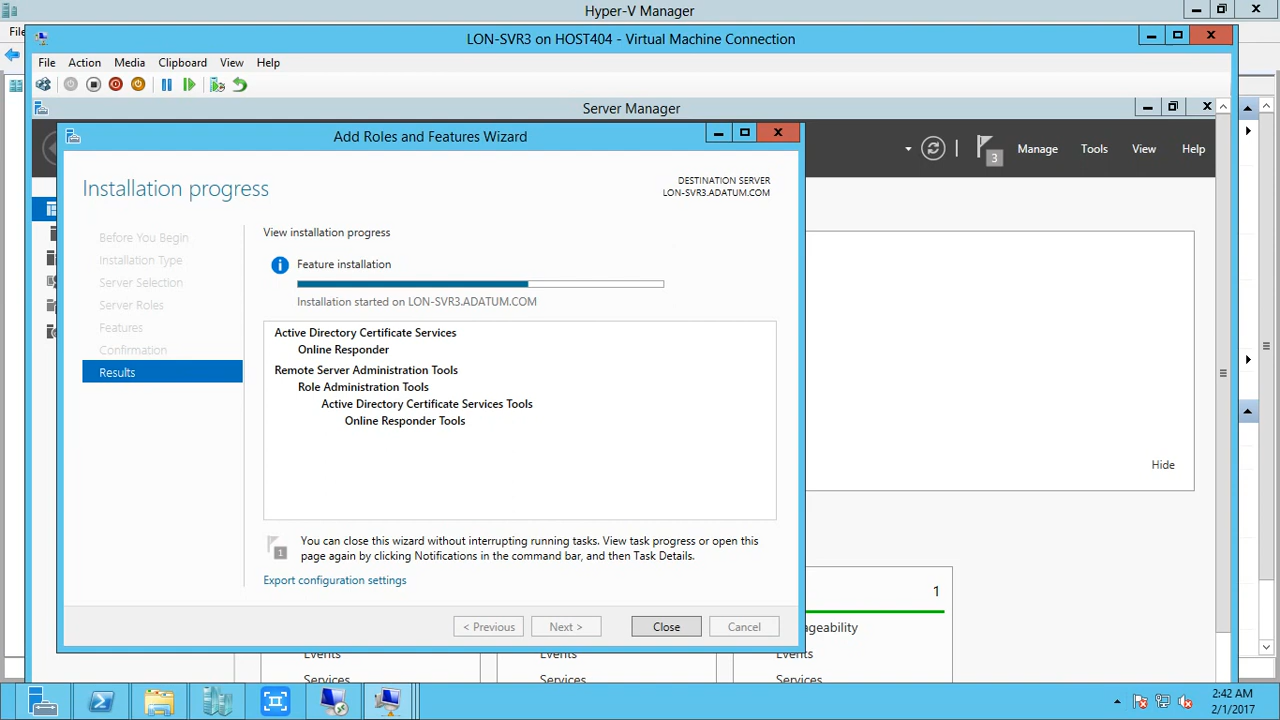 Hyper-V Manager
LON-SVR3 on HOST404 - Virtual Machine Connection
File Action Media Clipboard View Help
Server Manager
Add Roles and Features Wizard
3 Manage Tools View Help
Installation progress
DESTINATION SERVER
LON-SVR3.ADATUM.COM
Before You Begin
Installation Type
Server Selection
Server Roles
Features
Confirmation
Results
View installation progress
Feature installation
Installation started on LON-SVR3.ADATUM.COM
Active Directory Certificate Services
Online Responder
Remote Server Administration Tools
Role Administration Tools
Active Directory Certificate Services Tools
Online Responder Tools
Hide
1
You can close this wizard without interrupting running tasks. View task progress or open this
page again by clicking Notifications in the command bar, and then Task Details.
Export configuration settings
< Previous Next > Close Cancel
1
ageability
Events Events Events
Services Services Services
2:42 AM
2/1/2017